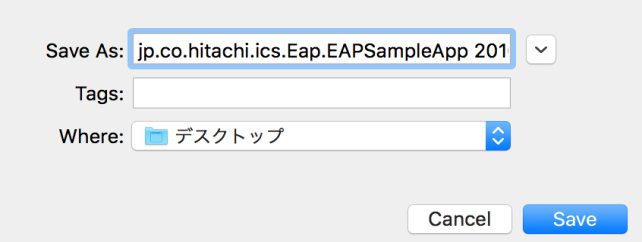 Save As: jp.co.hitachi.ics.Eap.EAPSampleApp 201
Tags:
Where: デスクトップ
Cancel Save